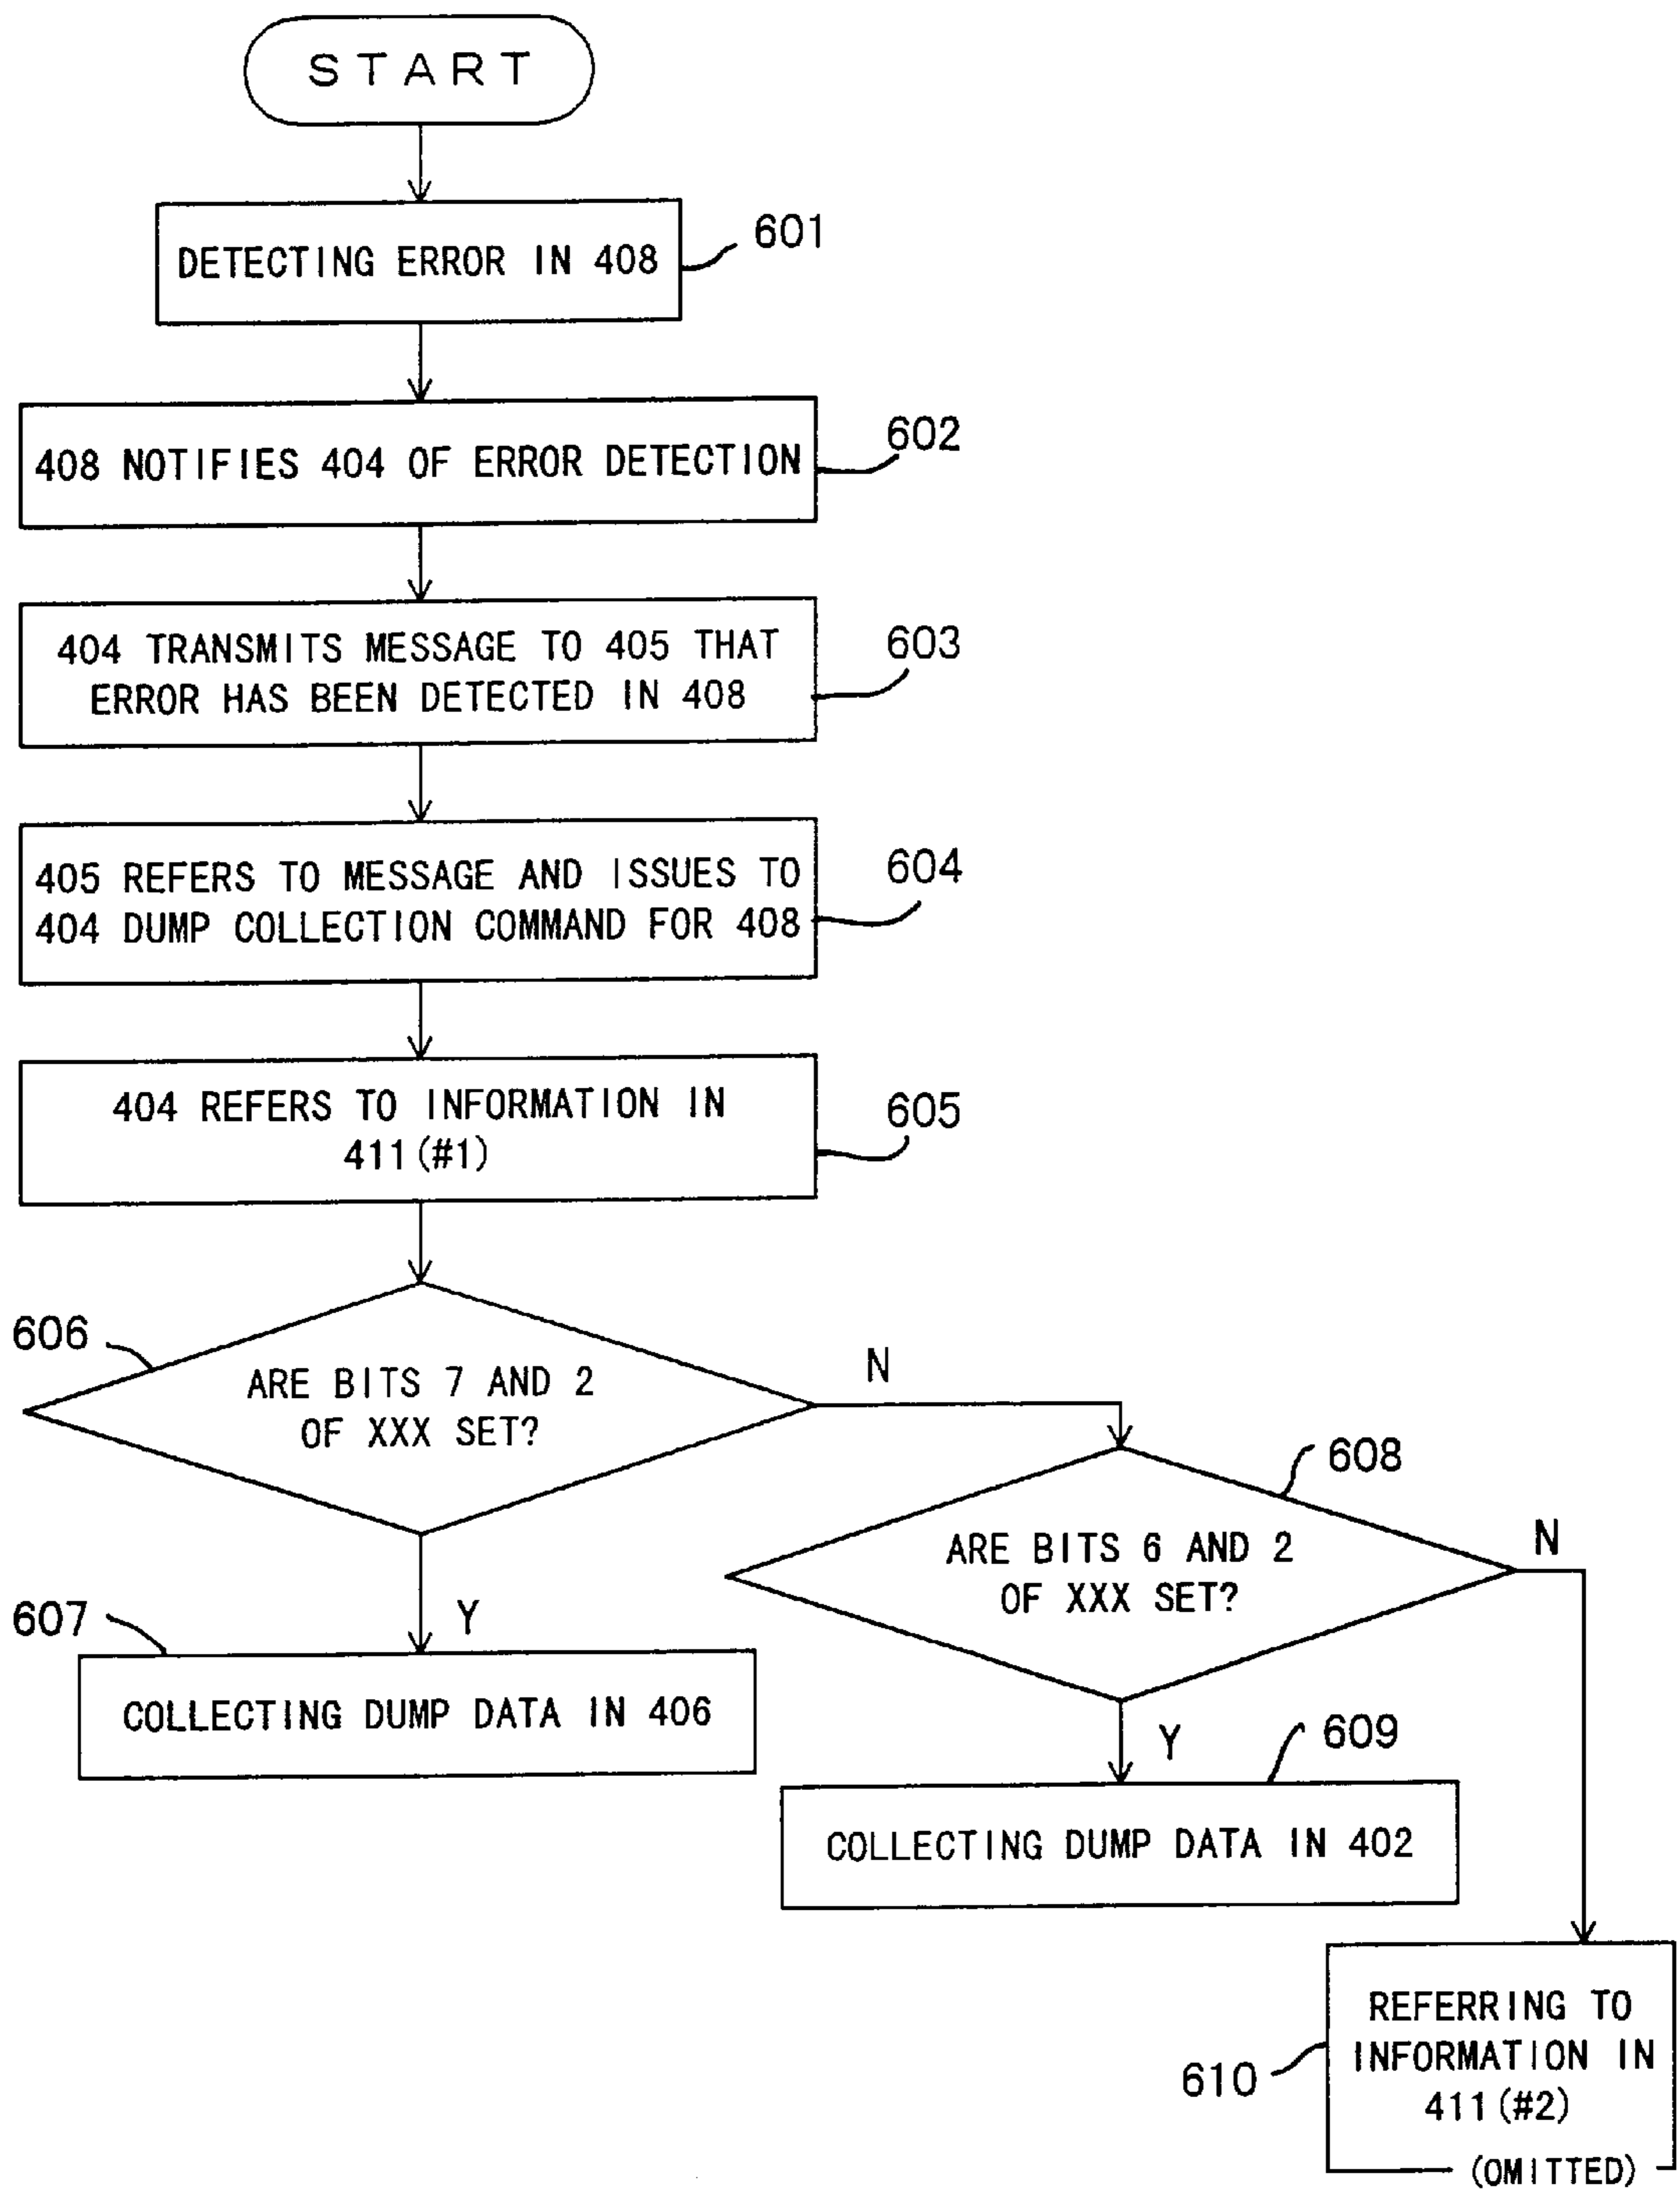 START
DETECTING ERROR IN 408
601
408 NOTIFIES 404 OF ERROR DETECTION
602
404 TRANSMITS MESSAGE TO 405 THAT
ERROR HAS BEEN DETECTED IN 408
603
405 REFERS TO MESSAGE AND ISSUES TO
404 DUMP COLLECTION COMMAND FOR 408
604
404 REFERS TO INFORMATION IN
411(#1)
605
606
ARE BITS 7 AND 2
OF XXX SET?
N
Y
607
COLLECTING DUMP DATA IN 406
608
ARE BITS 6 AND 2
OF XXX SET?
N
Y
609
COLLECTING DUMP DATA IN 402
610
REFERRING TO
INFORMATION IN
411(#2)
(OMITTED)